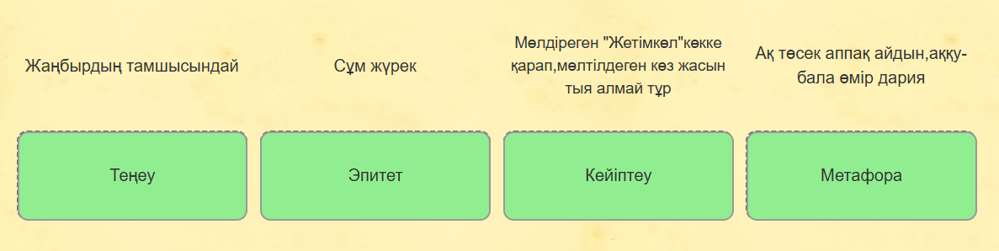 Жаңбырдың тамшысындай
Сұм жүрек
Мөлдіреген "Жетімкөл"көкке
қарап,мөлтілдеген көз жасын
тыя алмай тұр
Ақ төсек аппақ айдын,аққу-
бала өмір дария
Теңеу
Эпитет
Кейіптеу
Метафора